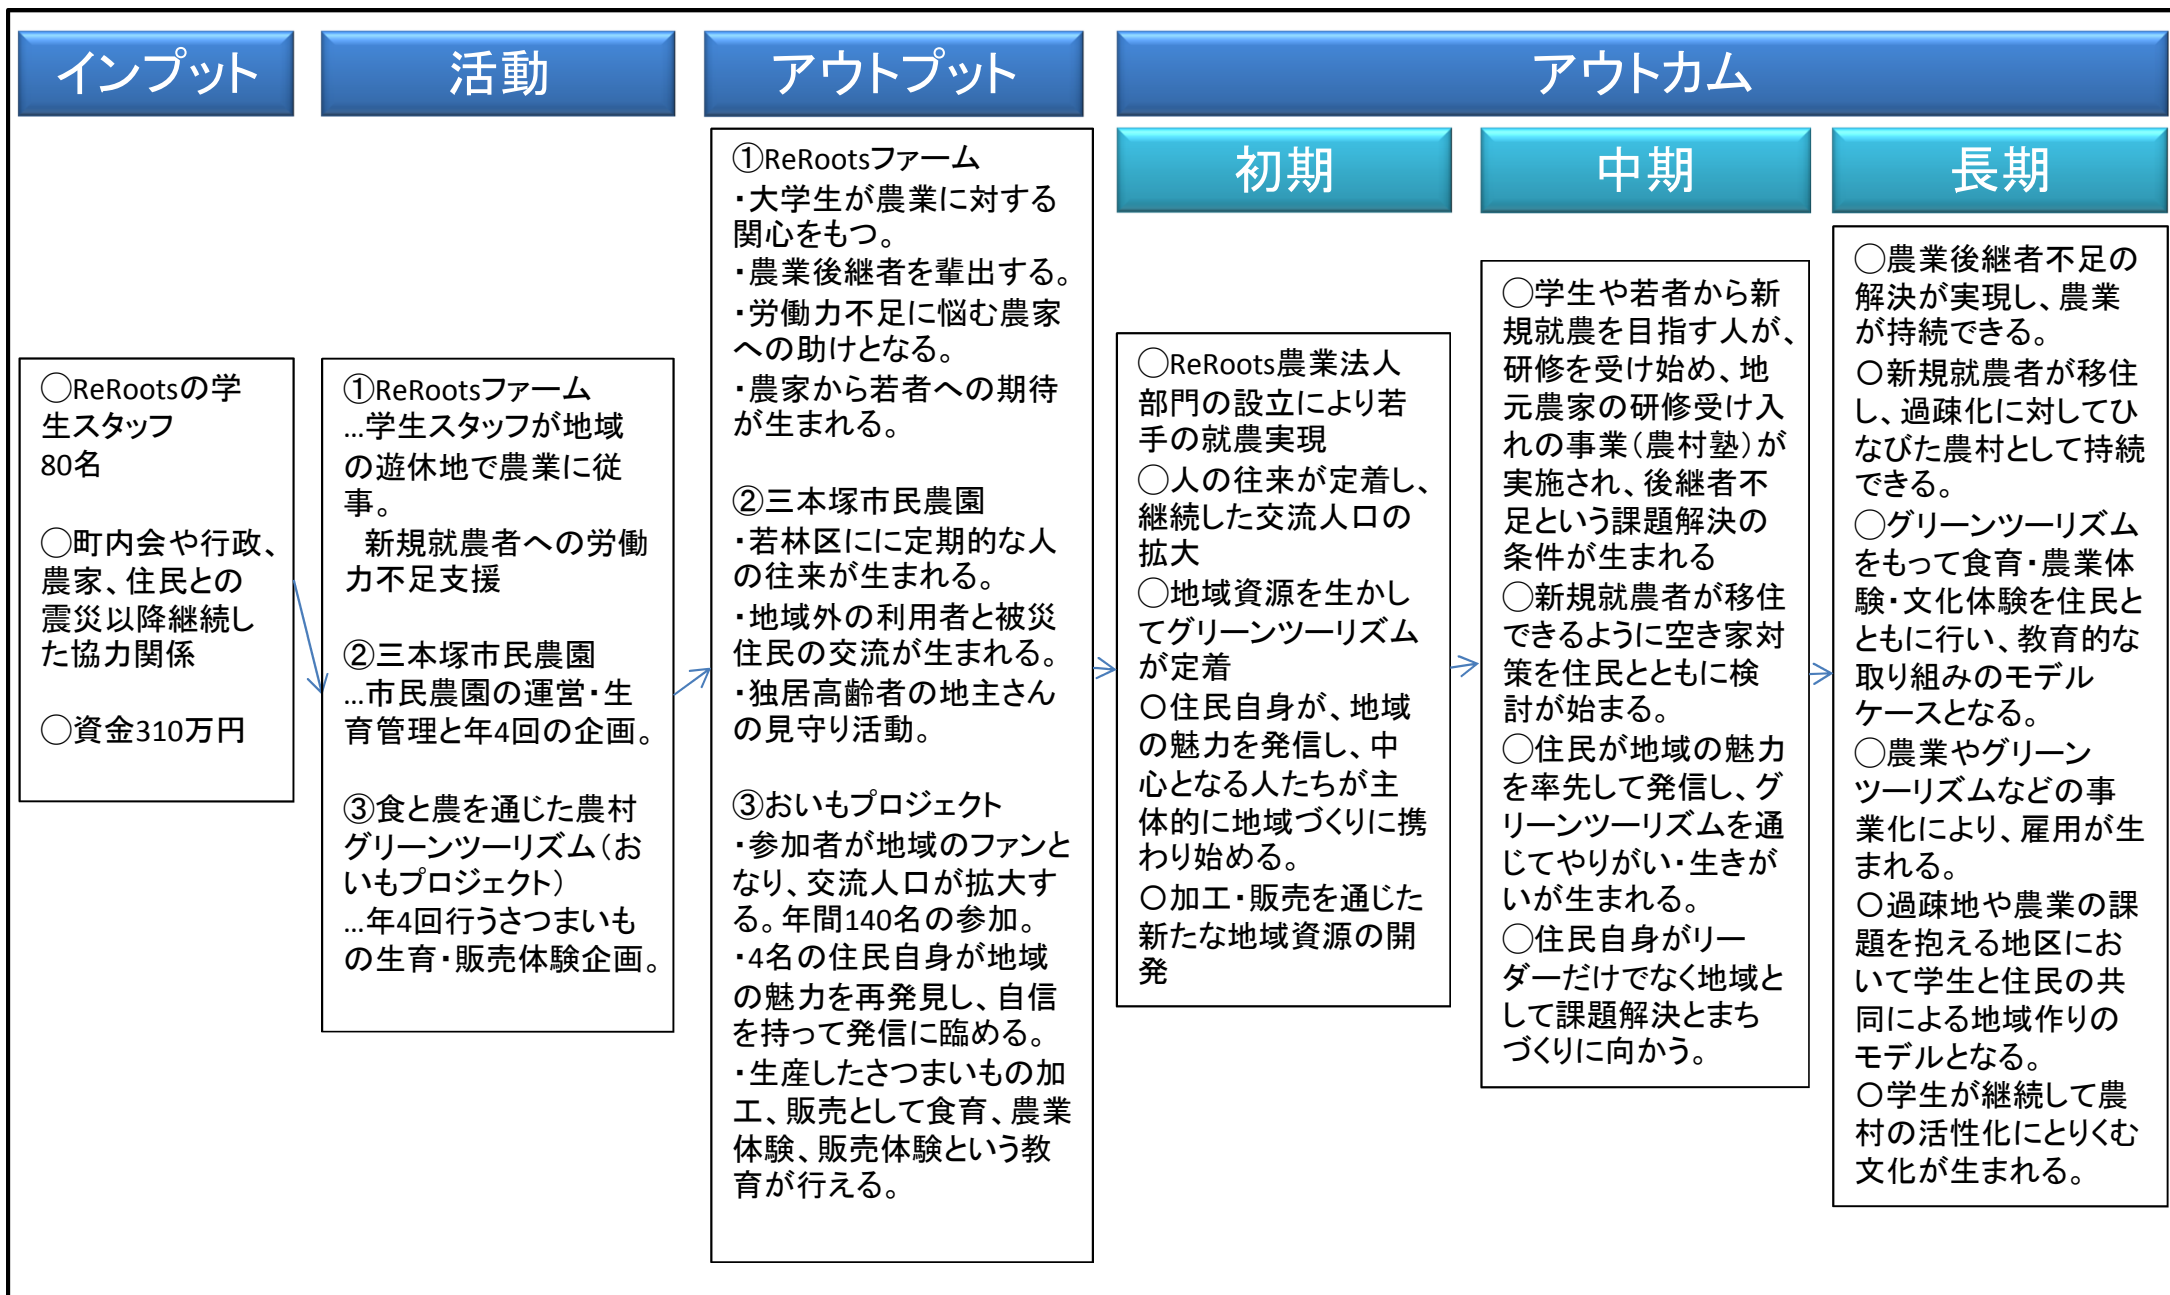 インプット
活動
アウトプット
アウトカム
初期
中期
長期
◯ReRootsの学
生スタッフ
80名
◯町内会や行政、
農家、住民との
震災以降継続し
た協力関係
◯資金310万円
①ReRootsファーム
…学生スタッフが地域
の遊休地で農業に従
事。
　新規就農者への労働
力不足支援
②三本塚市民農園
…市民農園の運営・生
育管理と年4回の企画。
③食と農を通じた農村
グリーンツーリズム（お
いもプロジェクト）
…年4回行うさつまいも
の生育・販売体験企画。
①ReRootsファーム
・大学生が農業に対する
関心をもつ。
・農業後継者を輩出する。
・労働力不足に悩む農家
への助けとなる。
・農家から若者への期待
が生まれる。
②三本塚市民農園
・若林区にに定期的な人
の往来が生まれる。
・地域外の利用者と被災
住民の交流が生まれる。
・独居高齢者の地主さん
の見守り活動。
③おいもプロジェクト
・参加者が地域のファンと
なり、交流人口が拡大す
る。年間140名の参加。
・4名の住民自身が地域
の魅力を再発見し、自信
を持って発信に臨める。
・生産したさつまいもの加
工、販売として食育、農業
体験、販売体験という教
育が行える。
◯ReRoots農業法人
部門の設立により若
手の就農実現
◯人の往来が定着し、
継続した交流人口の
拡大
◯地域資源を生かし
てグリーンツーリズム
が定着
○住民自身が、地域
の魅力を発信し、中
心となる人たちが主
体的に地域づくりに携
わり始める。
○加工・販売を通じた
新たな地域資源の開
発
◯学生や若者から新
規就農を目指す人が、
研修を受け始め、地
元農家の研修受け入
れの事業（農村塾）が
実施され、後継者不
足という課題解決の
条件が生まれる
◯新規就農者が移住
できるように空き家対
策を住民とともに検
討が始まる。
◯住民が地域の魅力
を率先して発信し、グ
リーンツーリズムを通
じてやりがい・生きが
いが生まれる。
◯住民自身がリー
ダーだけでなく地域と
して課題解決とまち
づくりに向かう。
◯農業後継者不足の
解決が実現し、農業
が持続できる。
○新規就農者が移住
し、過疎化に対してひ
なびた農村として持続
できる。
◯グリーンツーリズム
をもって食育・農業体
験・文化体験を住民と
ともに行い、教育的な
取り組みのモデル
ケースとなる。
◯農業やグリーン
ツーリズムなどの事
業化により、雇用が生
まれる。
○過疎地や農業の課
題を抱える地区にお
いて学生と住民の共
同による地域作りの
モデルとなる。
○学生が継続して農
村の活性化にとりくむ
文化が生まれる。